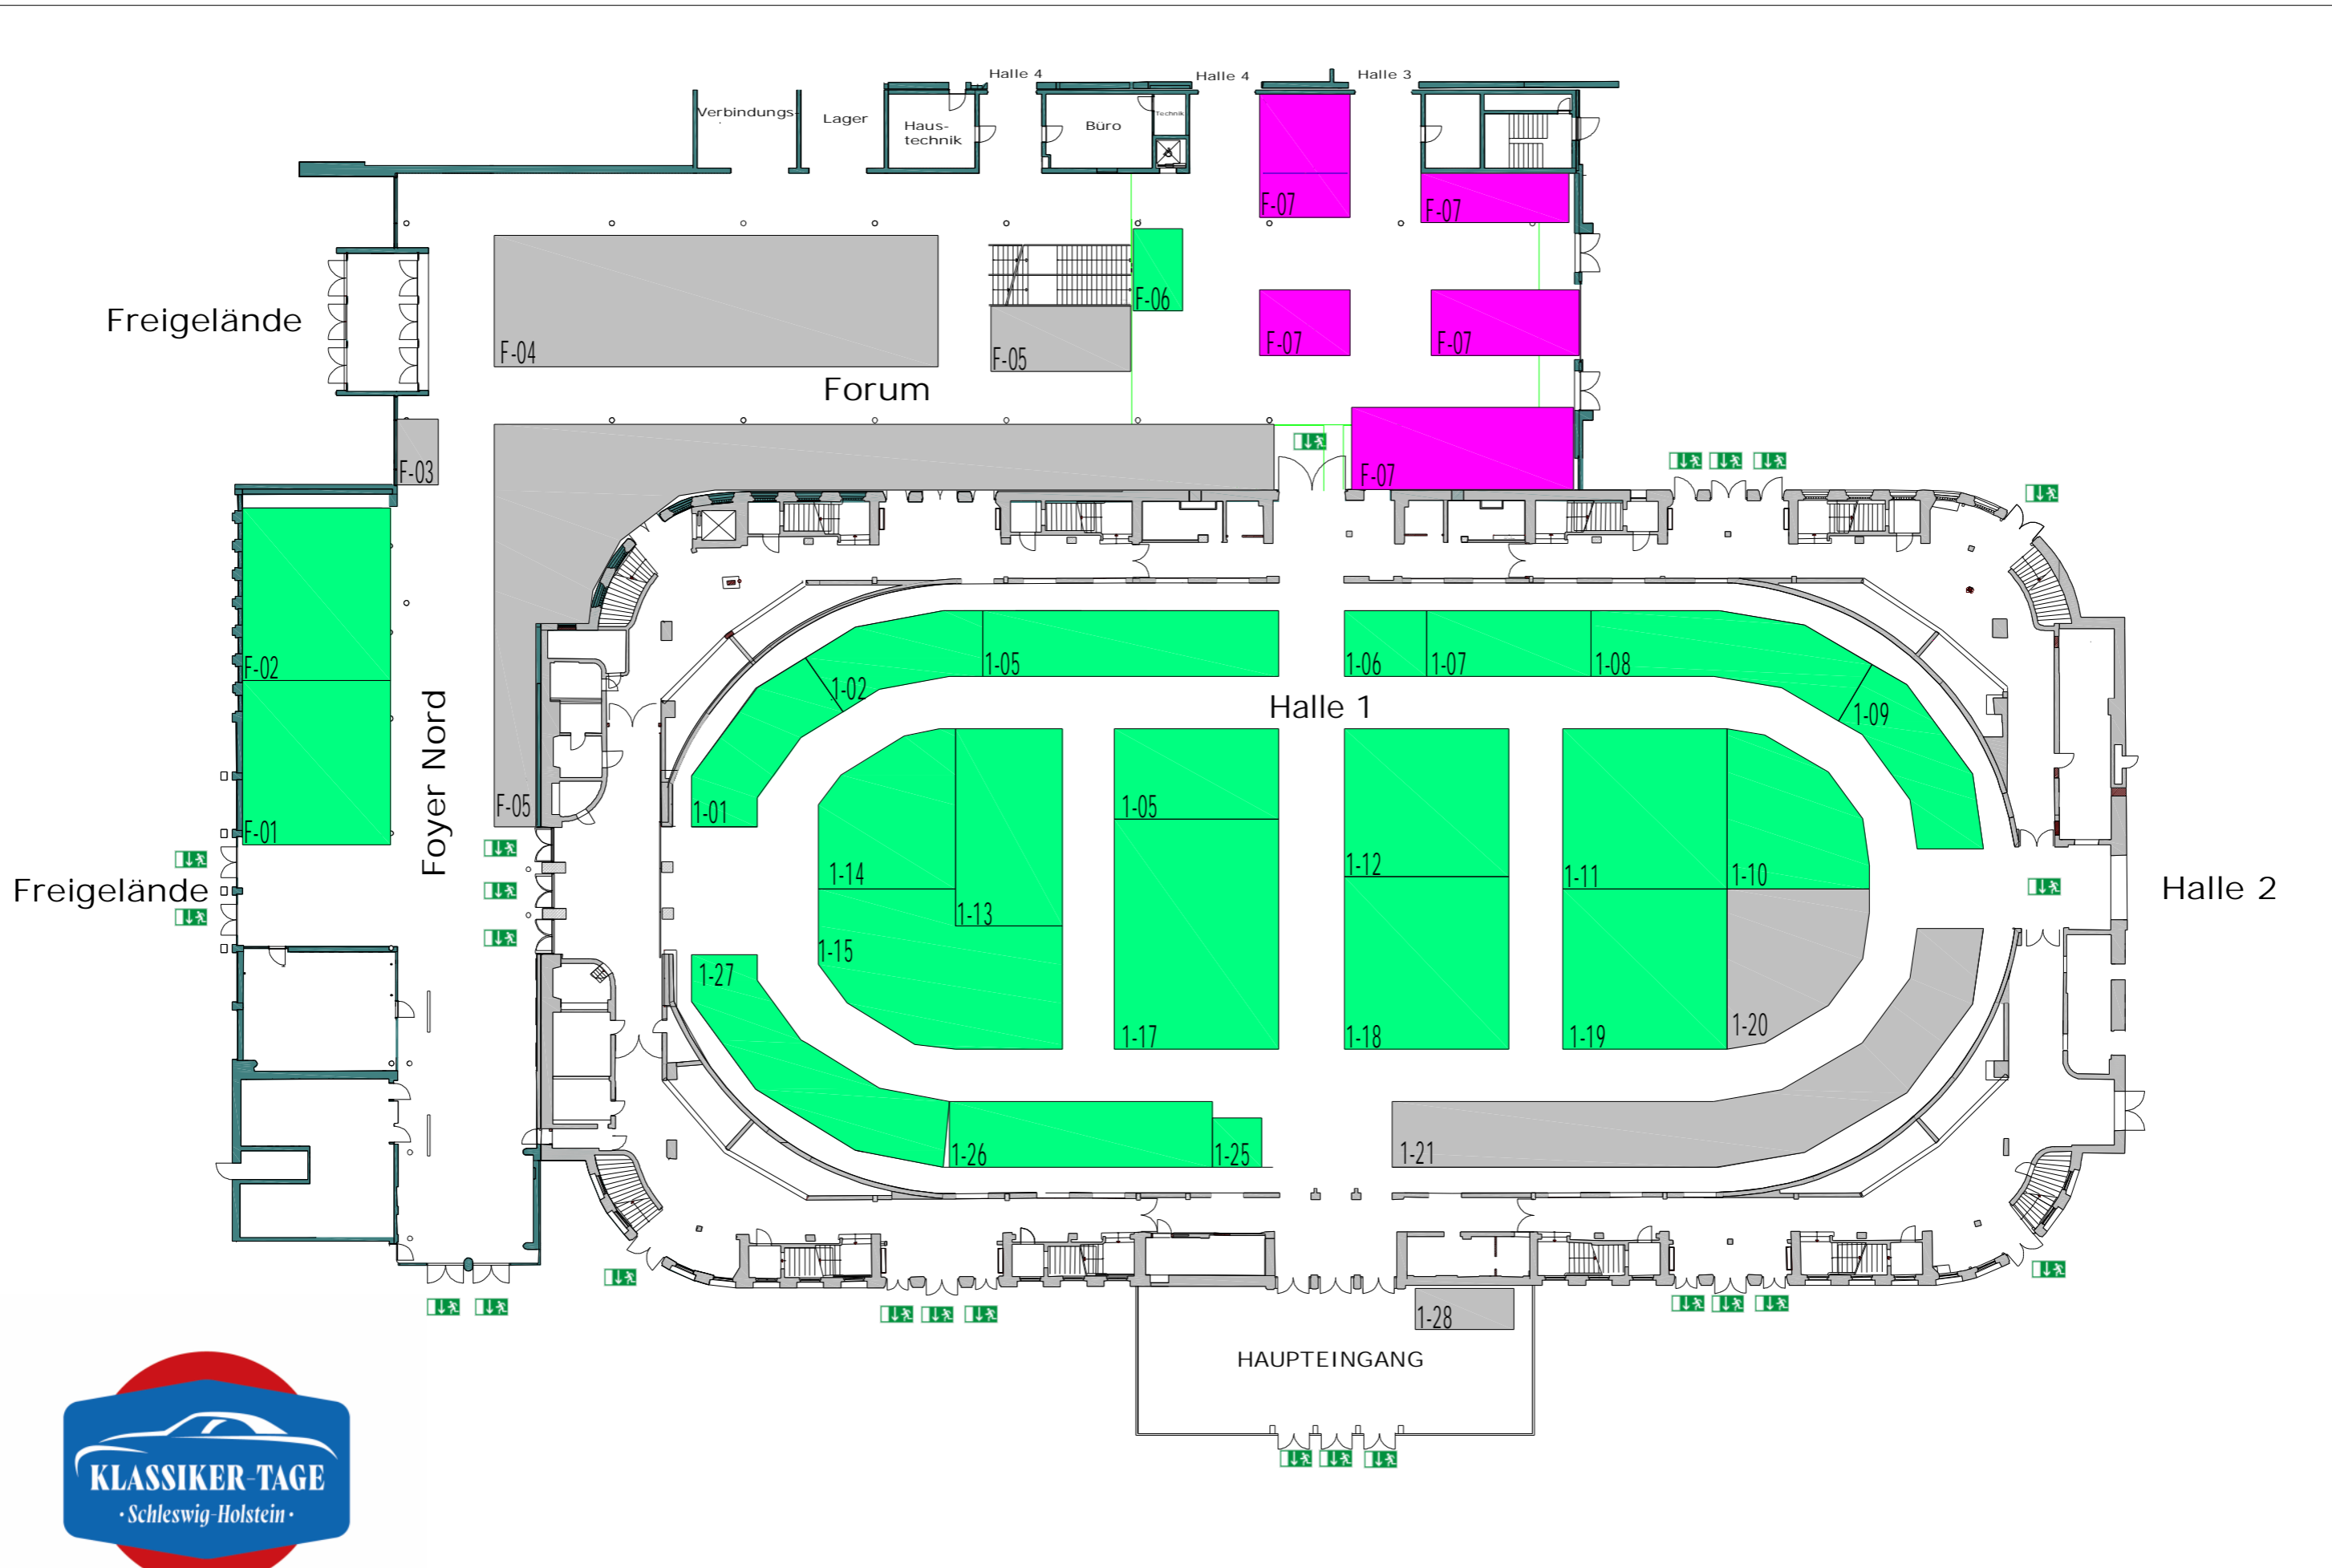 Halle 4
Halle 4
Halle 3
Verbindungs-
Lager
Haus-
technik
Büro
Technik
F-07
F-07
Freigelände
F-06
F-04
F-05
F-07
F-07
Forum
F-03
F-07
F-02
1-05
1-06
1-07
1-08
1-02
Halle 1
1-09
Foyer Nord
F-01
F-05
1-01
1-05
1-14
1-12
1-11
1-10
Freigelände
Halle 2
1-13
1-15
1-27
1-17
1-18
1-19
1-20
1-26
1-25
1-21
1-28
HAUPTEINGANG
KLASSIKER-TAGE
· Schleswig-Holstein ·